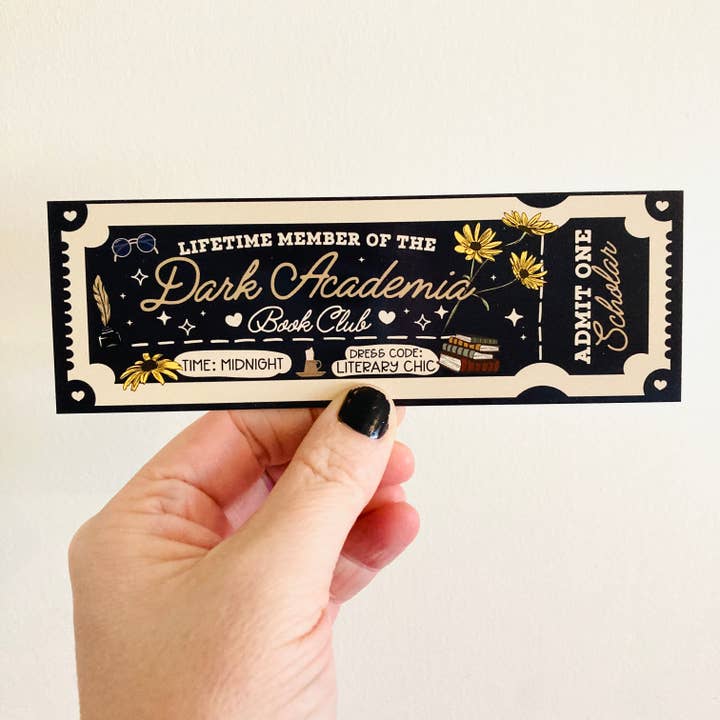 LIFETIME MEMBER OF THE
Dark Academia
Book Club
TIME: MIDNIGHT
DRESS CODE:
LITERARY CHIC
ADMIT ONE
Scholar